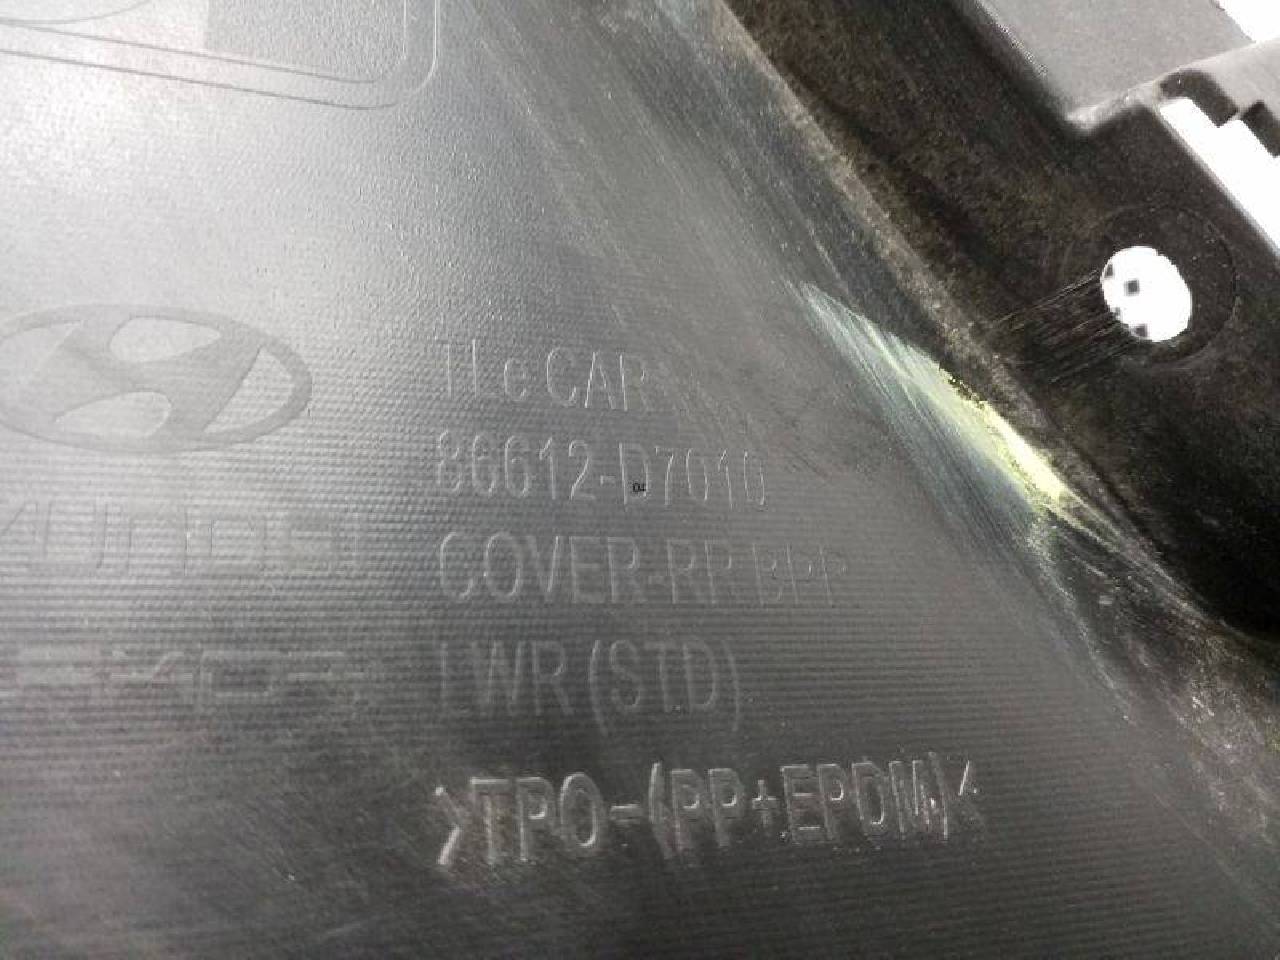 TLe CAR
86612-D7010
COVER-RR BPR
LWR(STD)
>TPO-(PP+EPDM)<